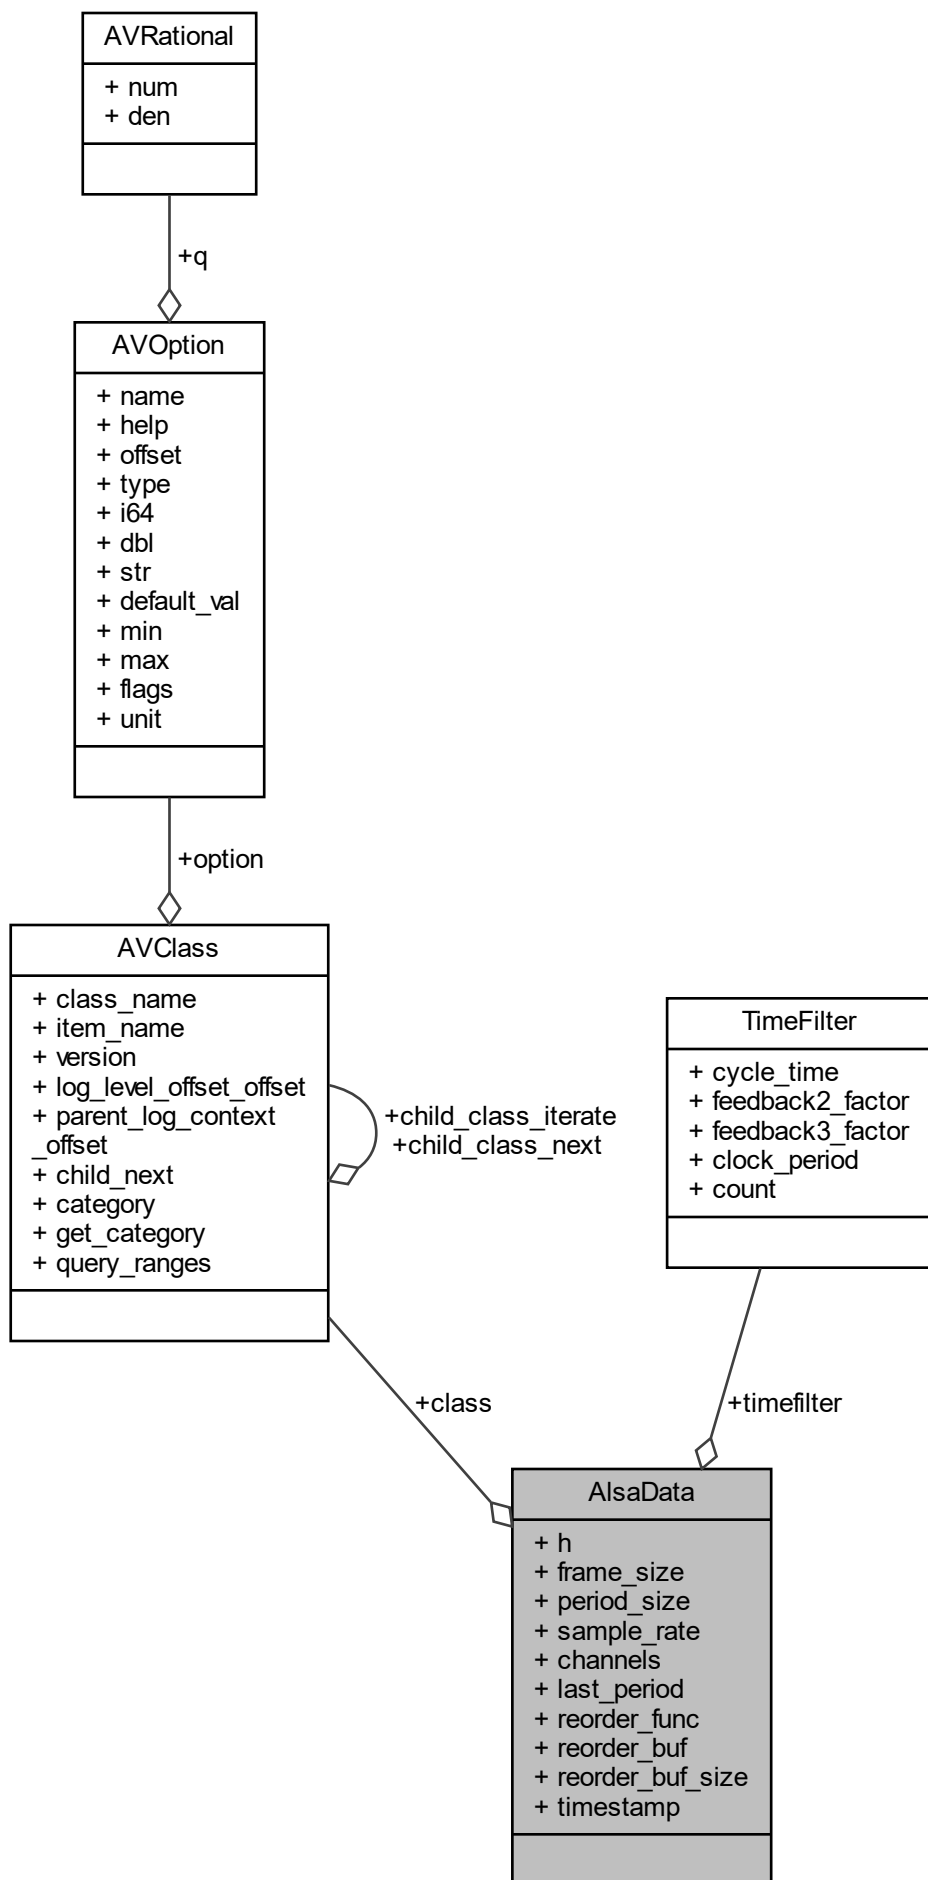 AVRational
+ num
+ den
+q
AVOption
+ name
+ help
+ offset
+ type
+ i64
+ dbl
+ str
+ default_val
+ min
+ max
+ flags
+ unit
+option
AVClass
+ class_name
+ item_name
+ version
+ log_level_offset_offset
+ parent_log_context
_offset
+ child_next
+ category
+ get_category
+ query_ranges
+child_class_iterate
+child_class_next
TimeFilter
+ cycle_time
+ feedback2_factor
+ feedback3_factor
+ clock_period
+ count
+class
+timefilter
AlsaData
+ h
+ frame_size
+ period_size
+ sample_rate
+ channels
+ last_period
+ reorder_func
+ reorder_buf
+ reorder_buf_size
+ timestamp